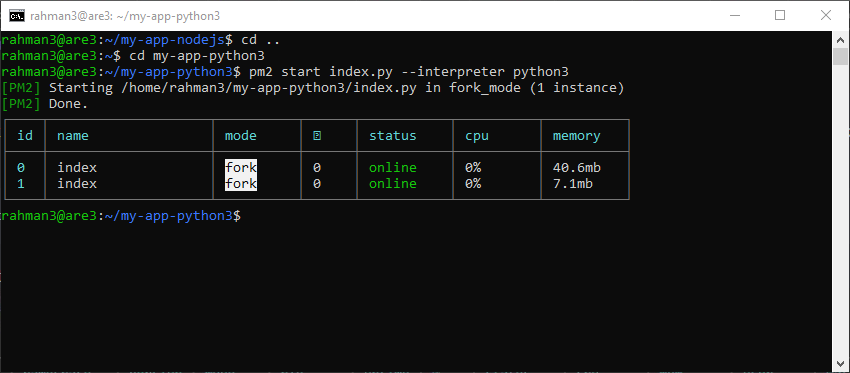 rahman3@are3: ~/my-app-python3
rahman3@are3:~/my-app-nodejs$ cd ..
rahman3@are3:~$ cd my-app-python3
rahman3@are3:~/my-app-python3$ pm2 start index.py --interpreter python3
[PM2] Starting /home/rahman3/my-app-python3/index.py in fork_mode (1 instance)
[PM2] Done.
id name mode status cpu memory
0 index fork 0 online 0% 40.6mb
1 index fork 0 online 0% 7.1mb
rahman3@are3:~/my-app-python3$